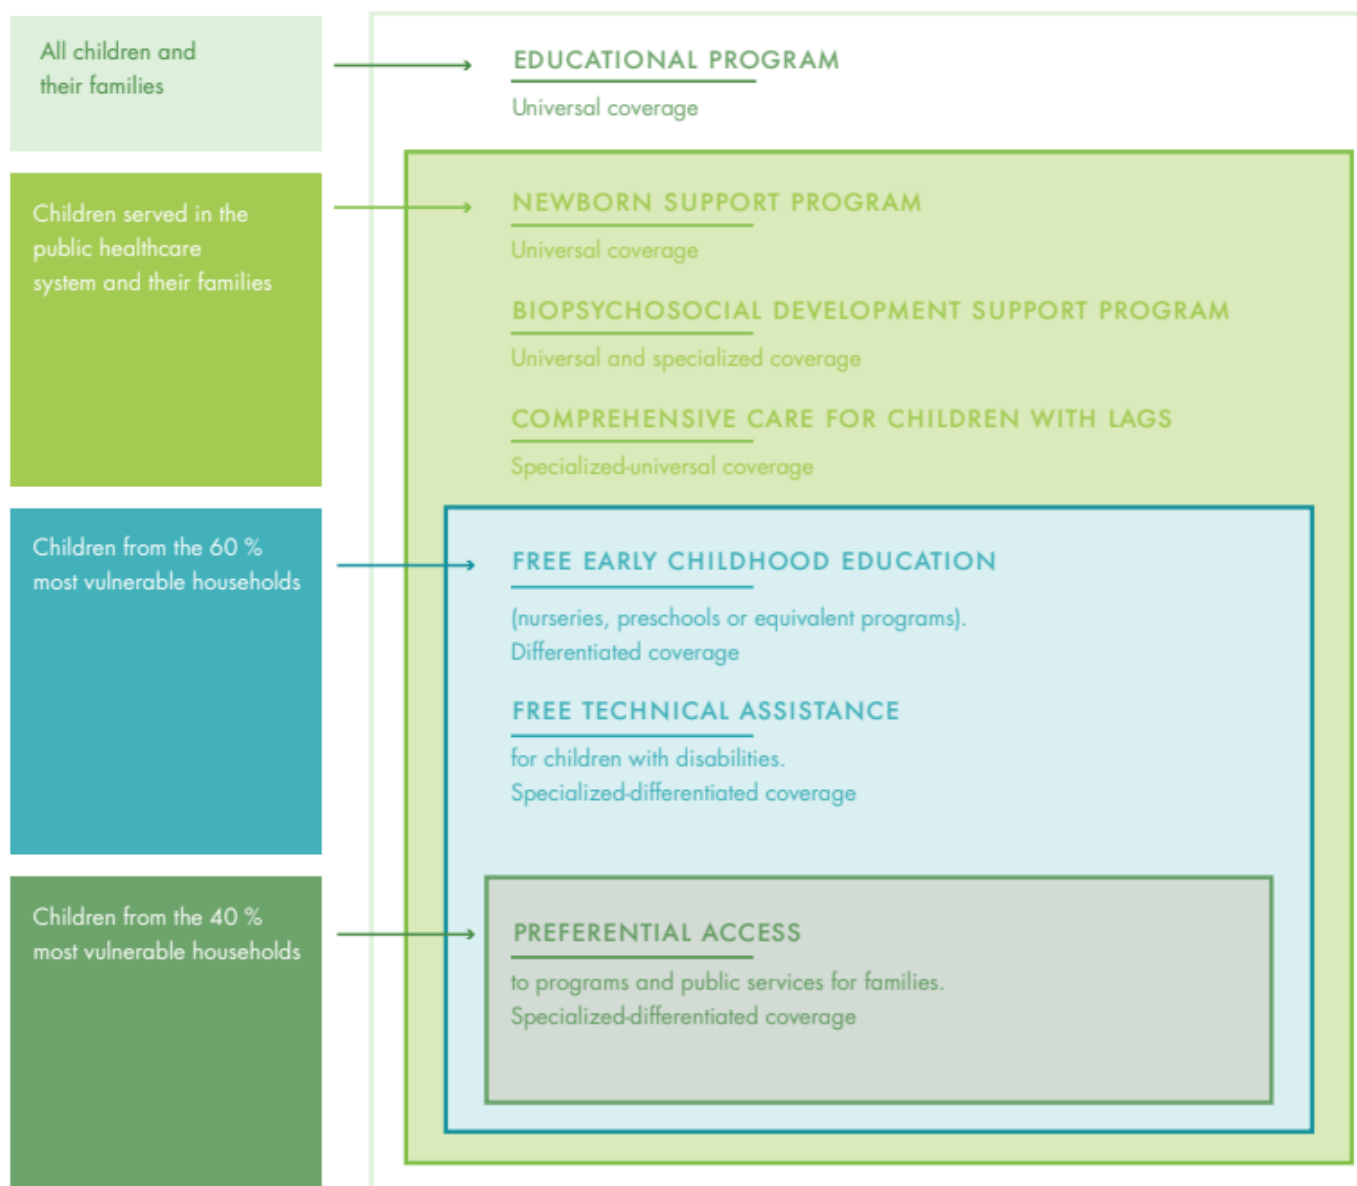 All children and
their families
EDUCATIONAL PROGRAM
Universal coverage
Children served in the
public healthcare
system and their families
NEWBORN SUPPORT PROGRAM
Universal coverage
BIOPSYCHOSOCIAL DEVELOPMENT SUPPORT PROGRAM
Universal and specialized coverage
COMPREHENSIVE CARE FOR CHILDREN WITH LAGS
Specialized-universal coverage
Children from the 60 %
most vulnerable households
FREE EARLY CHILDHOOD EDUCATION
(nurseries, preschools or equivalent programs).
Differentiated coverage
FREE TECHNICAL ASSISTANCE
for children with disabilities.
Specialized-differentiated coverage
Children from the 40 %
most vulnerable households
PREFERENTIAL ACCESS
to programs and public services for families.
Specialized-differentiated coverage